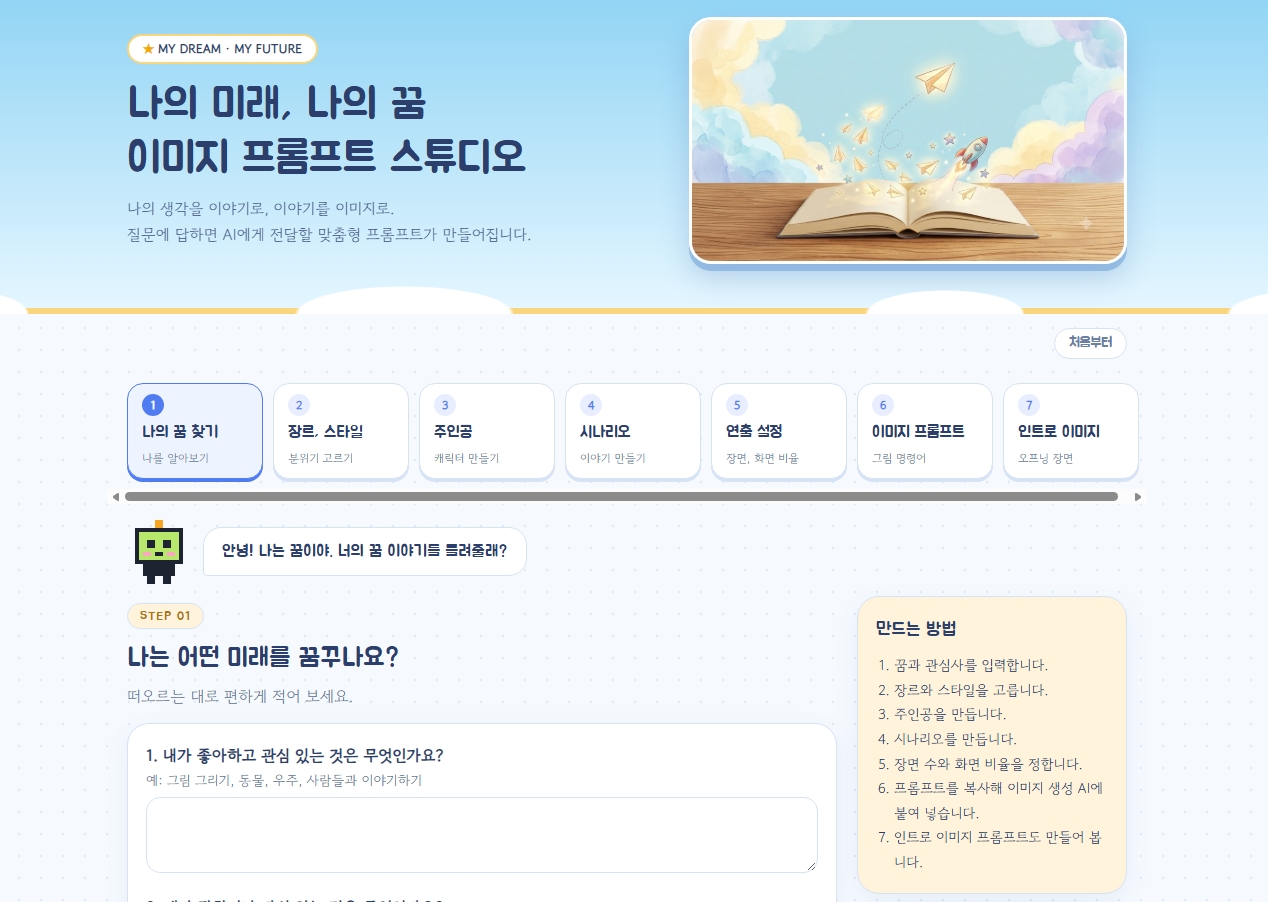 ★ MY DREAM · MY FUTURE
나의 미래, 나의 꿈
이미지 프롬프트 스튜디오
나의 생각을 이야기로, 이야기를 이미지로.
질문에 답하면 AI에게 전달할 맞춤형 프롬프트가 만들어집니다.
처음부터
1
나의 꿈 찾기
나를 알아보기
2
장르, 스타일
분위기 고르기
3
주인공
캐릭터 만들기
4
시나리오
이야기 만들기
5
연출 설정
장면, 화면 비율
6
이미지 프롬프트
그림 명령어
7
인트로 이미지
오프닝 장면
안녕! 나는 꿈이야. 너의 꿈 이야기를 들려줄래?
STEP 01
나는 어떤 미래를 꿈꾸나요?
떠오르는 대로 편하게 적어 보세요.
1. 내가 좋아하고 관심 있는 것은 무엇인가요?
예: 그림 그리기, 동물, 우주, 사람들과 이야기하기
만드는 방법
1. 꿈과 관심사를 입력합니다.
2. 장르와 스타일을 고릅니다.
3. 주인공을 만듭니다.
4. 시나리오를 만듭니다.
5. 장면 수와 화면 비율을 정합니다.
6. 프롬프트를 복사해 이미지 생성 AI에
붙여 넣습니다.
7. 인트로 이미지 프롬프트도 만들어 봅
니다.